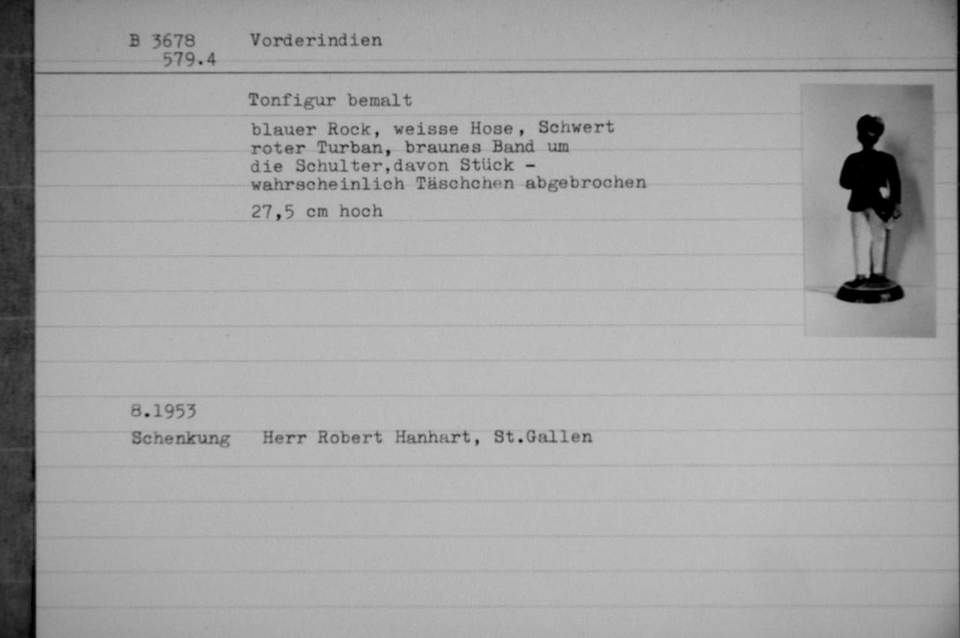 B 3678 Vorderindien
579.4
Tonfigur bemalt
blauer Rock, weisse Hose, Schwert
roter Turban, braunes Band um
die Schulter,davon Stück -
wahrscheinlich Täschchen abgebrochen
27,5 cm hoch
8.1953
Schenkung Herr Robert Hanhart, St.Gallen